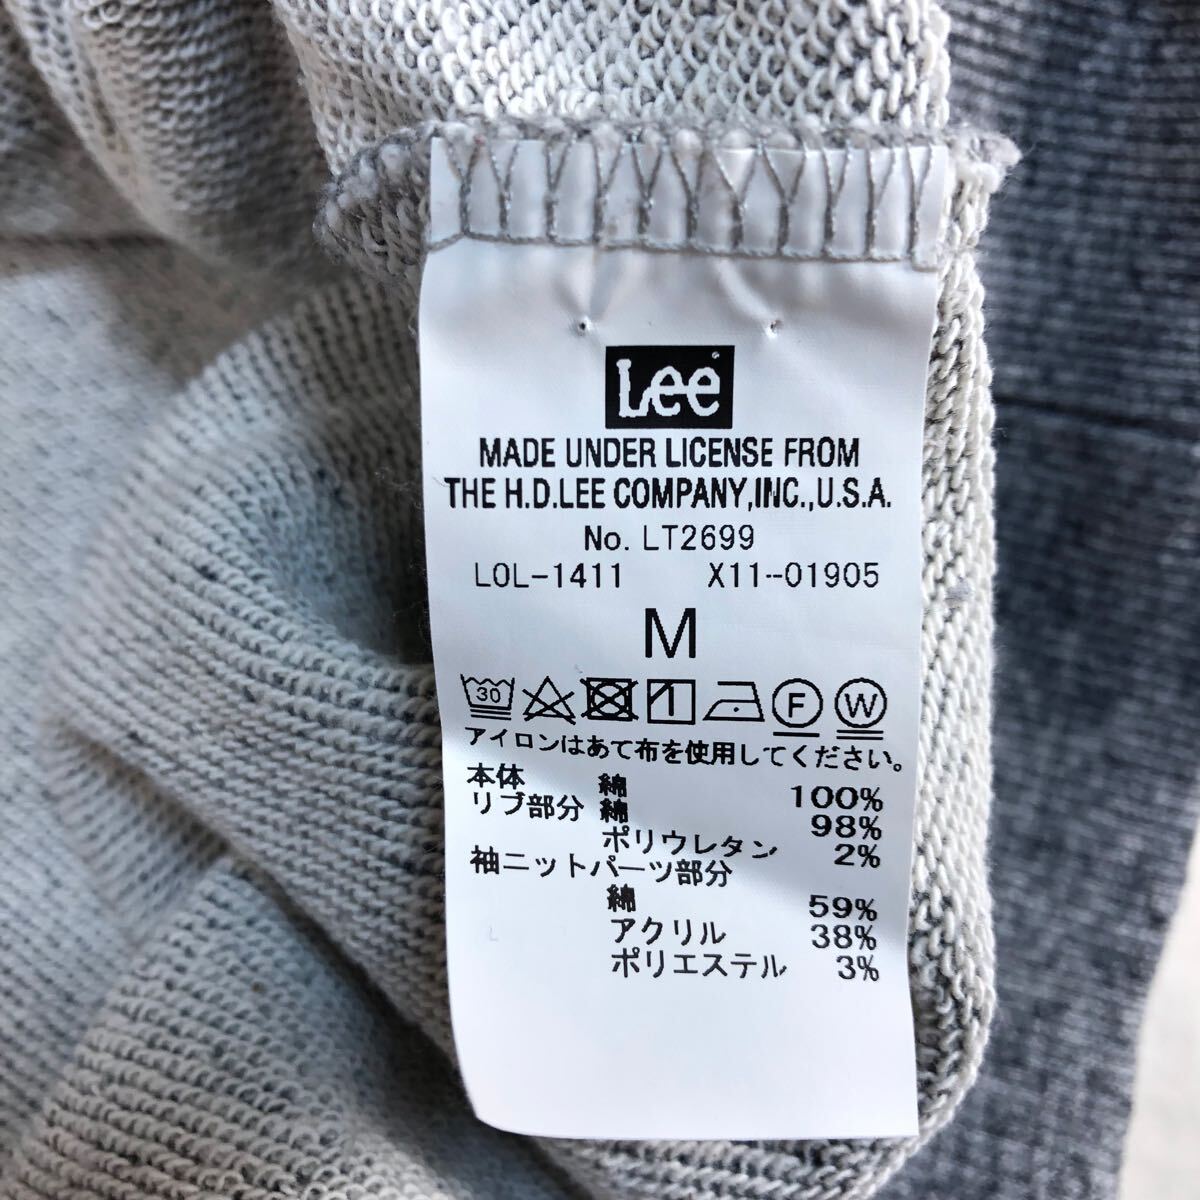 Lee
MADE UNDER LICENSE FROM
THE H.D.LEE COMPANY,INC.,U.S.A.
No. LT2699
LOL-1411 X11--01905
M
30 F W
アイロンはあて布を使用してください。
本体 綿 100%
リブ部分 綿 98%
ポリウレタン 2%
袖ニットパーツ部分
綿 59%
アクリル 38%
ポリエステル 3%